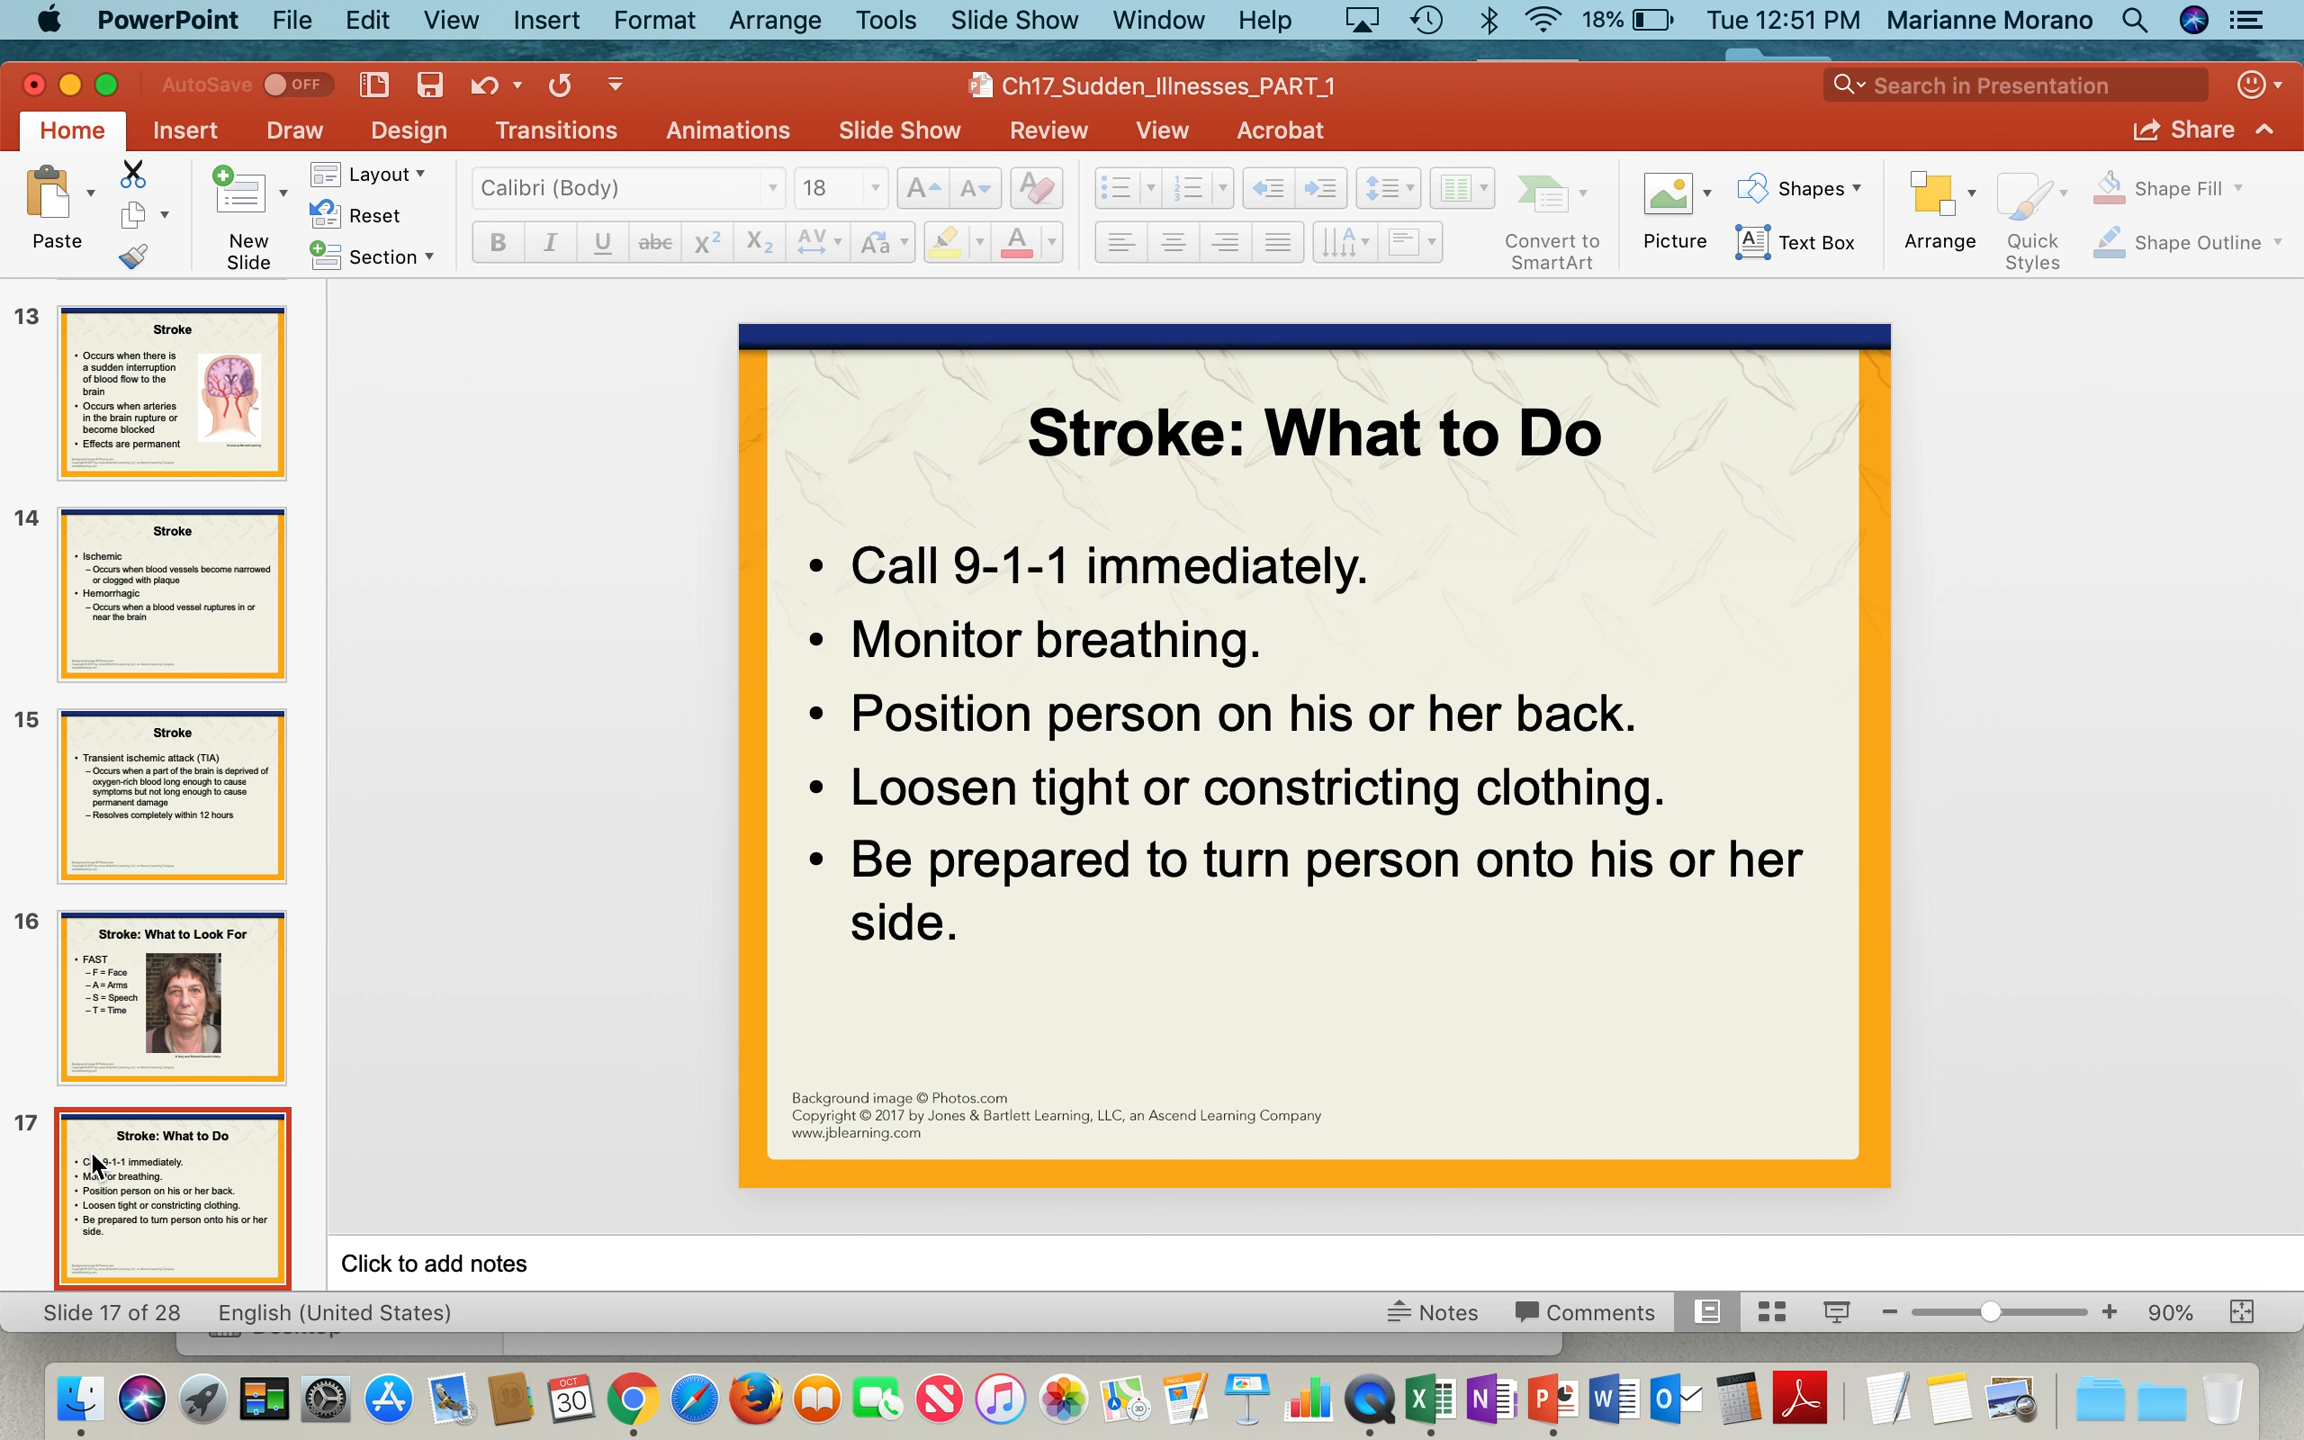 PowerPoint File Edit View Insert Format Arrange Tools Slide Show Window Help 18% Tue 12:51 PM Marianne Morano
AutoSave OFF Ch17_Sudden_Illnesses_PART_1 Search in Presentation
Home Insert Draw Design Transitions Animations Slide Show Review View Acrobat Share
Paste
New
Slide
Layout
Reset
Section
Calibri (Body) 18
B I U abc X² X₂ AV Aa A
Convert to
SmartArt
Picture
Shapes
Text Box
Arrange
Quick
Styles
Shape Fill
Shape Outline
13
Stroke
• Occurs when there is
a sudden interruption
of blood flow to the
brain
• Occurs when arteries
in the brain rupture or
become blocked
• Effects are permanent
14
Stroke
• Ischemic
– Occurs when blood vessels become narrowed
or clogged with plaque
• Hemorrhagic
– Occurs when a blood vessel ruptures in or
near the brain
15
Stroke
• Transient ischemic attack (TIA)
– Occurs when a part of the brain is deprived of
oxygen-rich blood long enough to cause
symptoms but not long enough to cause
permanent damage
– Resolves completely within 12 hours
16
Stroke: What to Look For
• FAST
– F = Face
– A = Arms
– S = Speech
– T = Time
17
Stroke: What to Do
• 9-1-1 immediately.
• breathing.
• Position person on his or her back.
• Loosen tight or constricting clothing.
• Be prepared to turn person onto his or her
side.
Stroke: What to Do
• Call 9-1-1 immediately.
• Monitor breathing.
• Position person on his or her back.
• Loosen tight or constricting clothing.
• Be prepared to turn person onto his or her
side.
Background image © Photos.com
Copyright © 2017 by Jones & Bartlett Learning, LLC, an Ascend Learning Company
www.jblearning.com
Click to add notes
Slide 17 of 28 English (United States) Notes Comments 90%
OCT
30